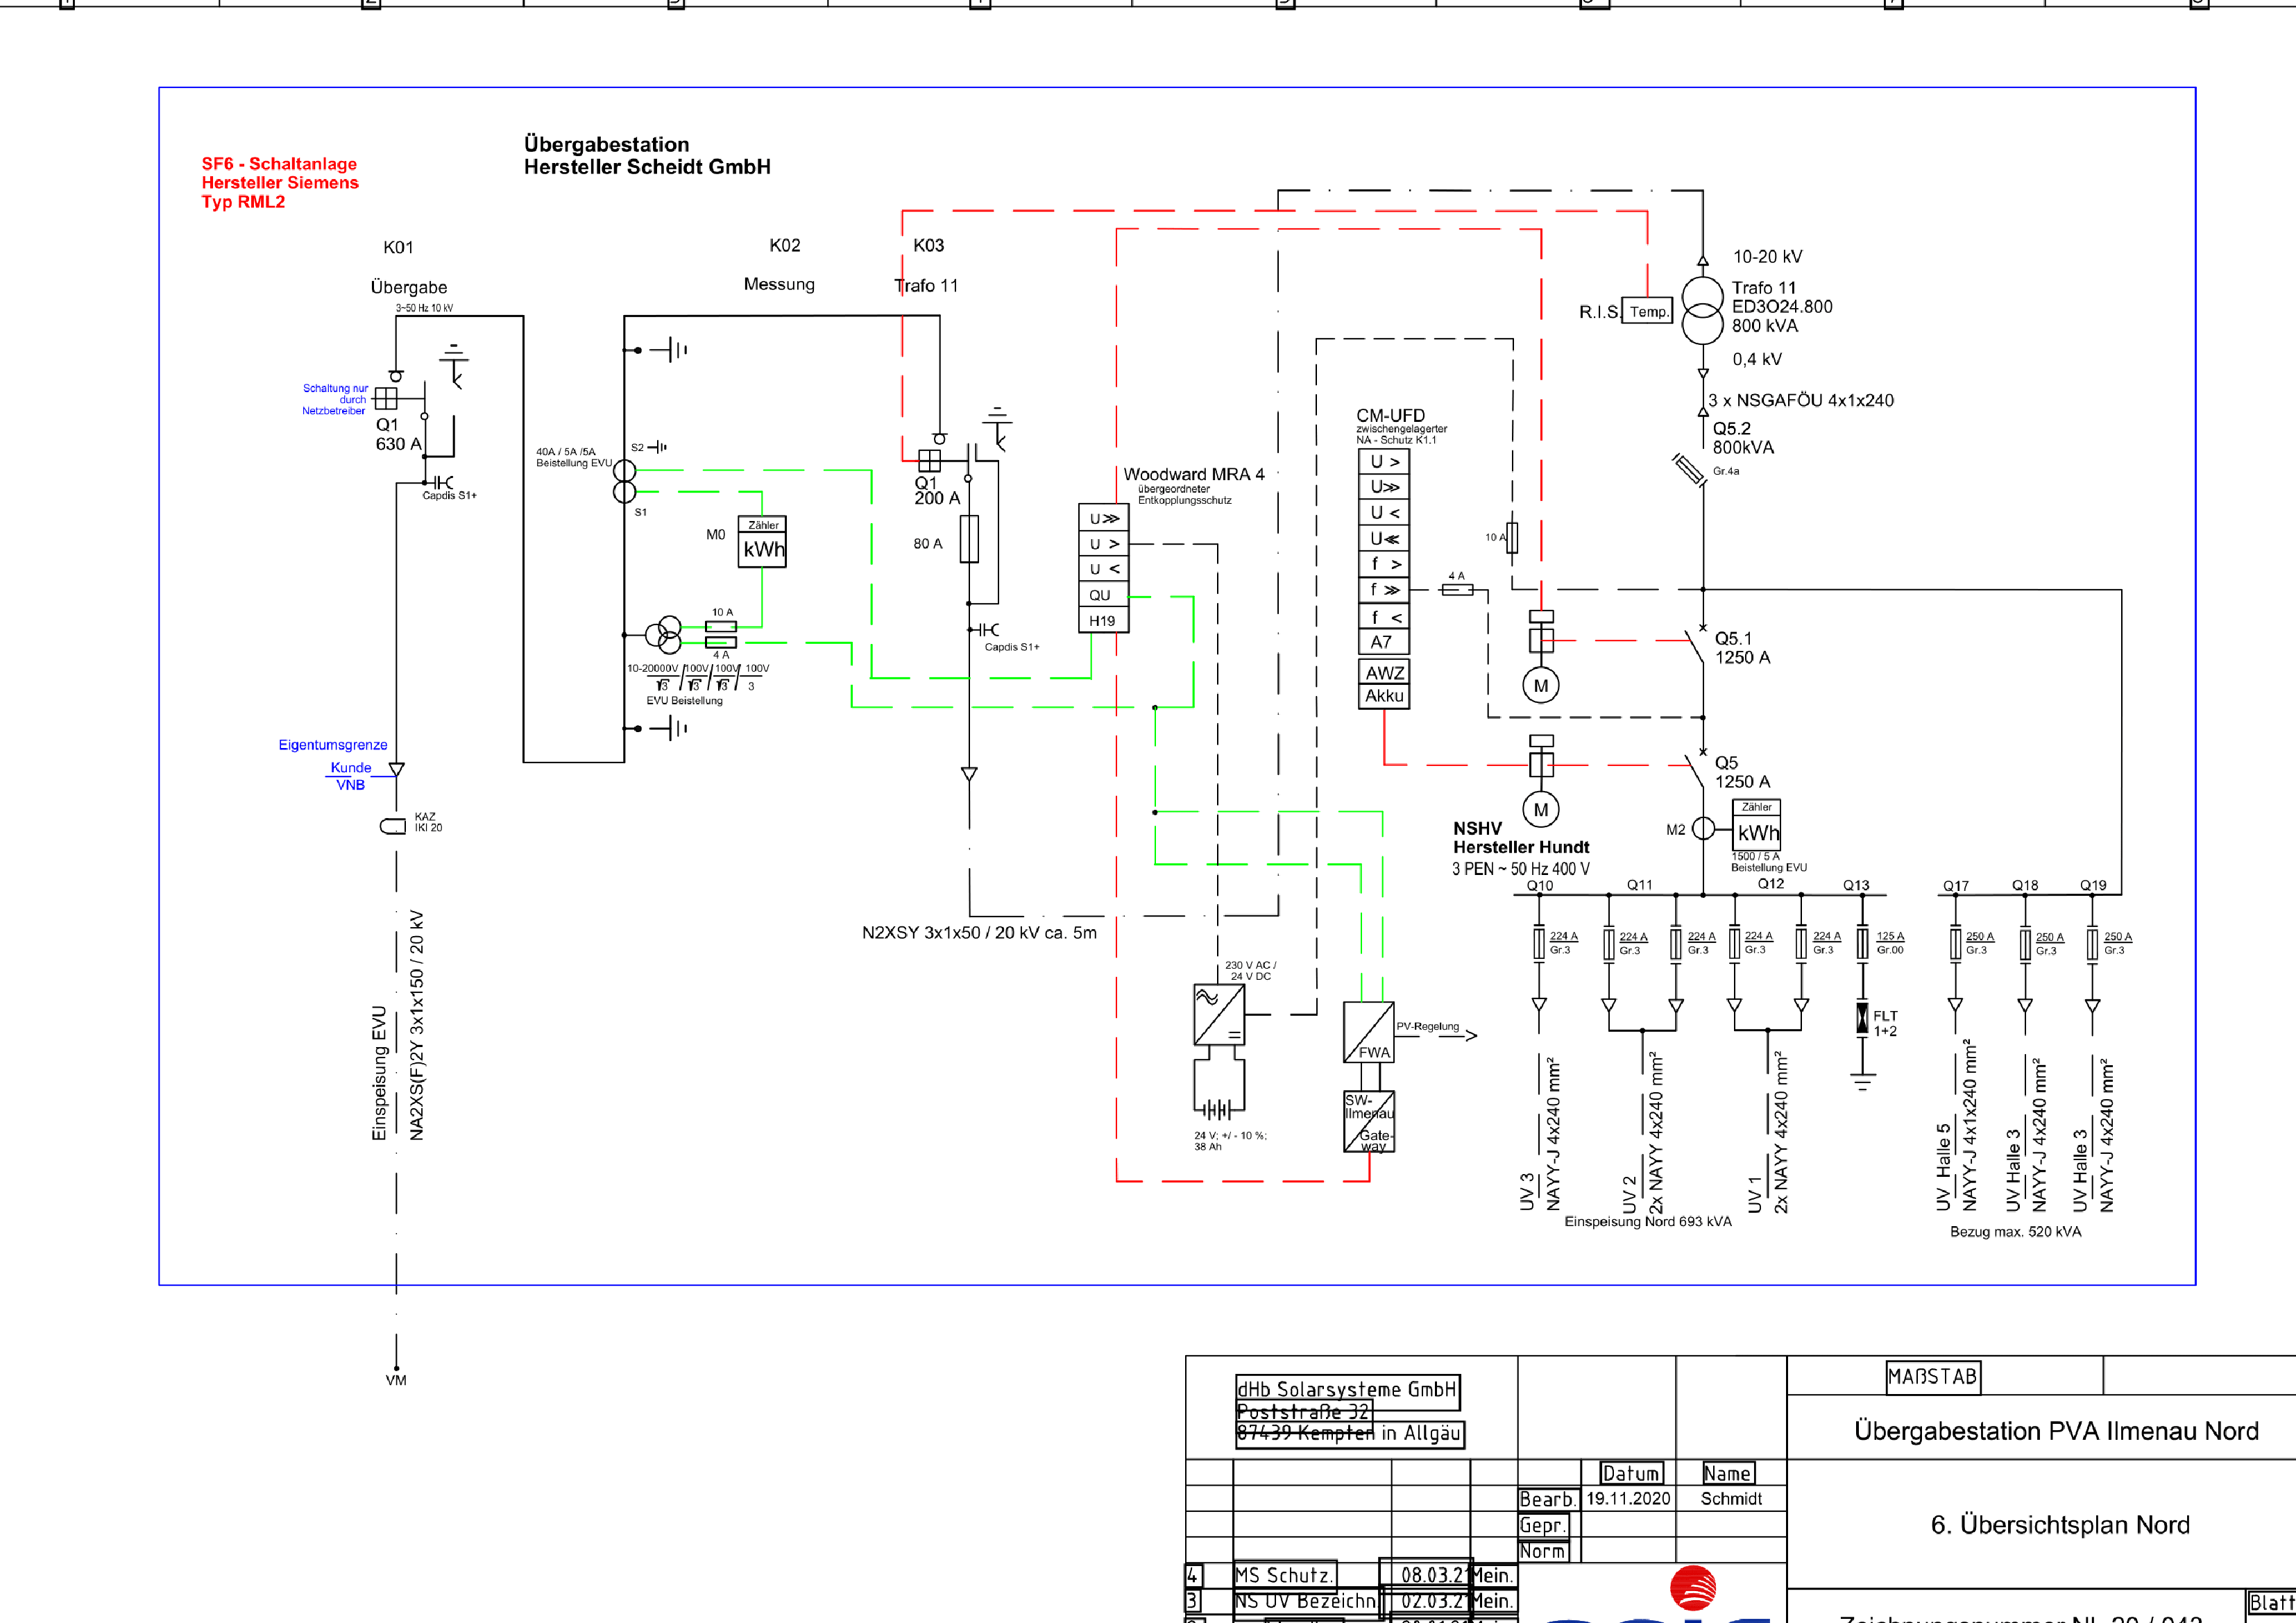 SF6 - Schaltanlage
Hersteller Siemens
Typ RML2
Übergabestation
Hersteller Scheidt GmbH
K01
Übergabe
3~50 Hz 10 kV
K02
Messung
K03
Trafo 11
Schaltung nur
durch
Netzbetreiber
Q1
630 A
Capdis S1+
40A / 5A /5A
Beistellung EVU
S2
S1
M0
Zähler
kWh
10 A
4 A
10-20000V / 100V / 100V / 100V
√3 / √3 / √3 / 3
EVU Beistellung
Q1
200 A
80 A
Capdis S1+
Eigentumsgrenze
Kunde
VNB
KAZ
IKI 20
Einspeisung EVU
NA2XS(F)2Y 3x1x150 / 20 kV
VM
N2XSY 3x1x50 / 20 kV ca. 5m
Woodward MRA 4
übergeordneter
Entkopplungsschutz
U >>
U >
U <
QU
H19
CM-UFD
zwischengelagerter
NA - Schutz K1.1
U >
U>>
U <
U<<
f >
f >>
f <
A7
AWZ
Akku
4 A
10 A
R.I.S.
Temp.
10-20 kV
Trafo 11
ED3O24.800
800 kVA
0,4 kV
3 x NSGAFÖU 4x1x240
Q5.2
800kVA
Gr.4a
Q5.1
1250 A
M
Q5
1250 A
M
M2
Zähler
kWh
1500 / 5 A
Beistellung EVU
NSHV
Hersteller Hundt
3 PEN ~ 50 Hz 400 V
Q10
Q11
Q12
Q13
Q17
Q18
Q19
224 A
Gr.3
224 A
Gr.3
224 A
Gr.3
224 A
Gr.3
224 A
Gr.3
125 A
Gr.00
250 A
Gr.3
250 A
Gr.3
250 A
Gr.3
FLT
1+2
230 V AC /
24 V DC
24 V; +/ - 10 %;
38 Ah
FWA
PV-Regelung
SW-
Ilmenau
Gate-
way
UV 3
NAYY-J 4x240 mm²
UV 2
2x NAYY 4x240 mm²
UV 1
2x NAYY 4x240 mm²
Einspeisung Nord 693 kVA
UV Halle 5
NAYY-J 4x1x240 mm²
UV Halle 3
NAYY-J 4x240 mm²
UV Halle 3
NAYY-J 4x240 mm²
Bezug max. 520 kVA
dHb Solarsysteme GmbH
Poststraße 32
87439 Kempten in Allgäu
MAßSTAB
Übergabestation PVA Ilmenau Nord
Datum
Name
Bearb.
19.11.2020
Schmidt
Gepr.
Norm
6. Übersichtsplan Nord
4
MS Schutz.
08.03.21
Mein.
3
NS UV Bezeichn
02.03.21
Mein.
Blatt